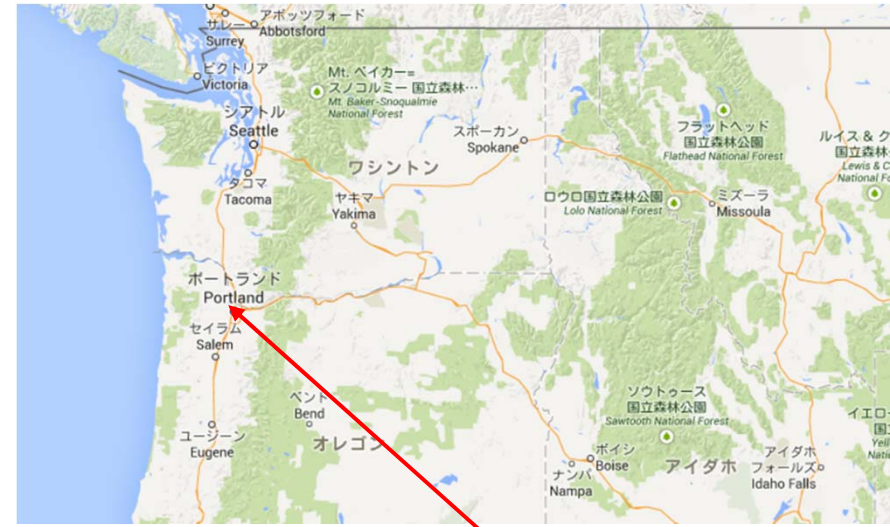 アボッツフォード
Abbotsford
サレー
Surrey
ビクトリア
Victoria
Mt. ベイカー=
スノコルミー 国立森林…
Mt. Baker-Snoqualmie
National Forest
シアトル
Seattle
スポーカン
Spokane
フラットヘッド
国立森林公園
Flathead National Forest
ルイス & ク
国立森林
Lewis & C
National Fo
ワシントン
タコマ
Tacoma
ヤキマ
Yakima
ロウロ国立森林公園
Lolo National Forest
ミズーラ
Missoula
ポートランド
Portland
セイラム
Salem
ベンド
Bend
ユージーン
Eugene
オレゴン
ソウトゥース
国立森林公園
Sawtooth National Forest
イエロ
国
Yell
Natio
ボイシ
Boise
ナンパ
Nampa
アイダホ
アイダホ
フォールズ
Idaho Falls